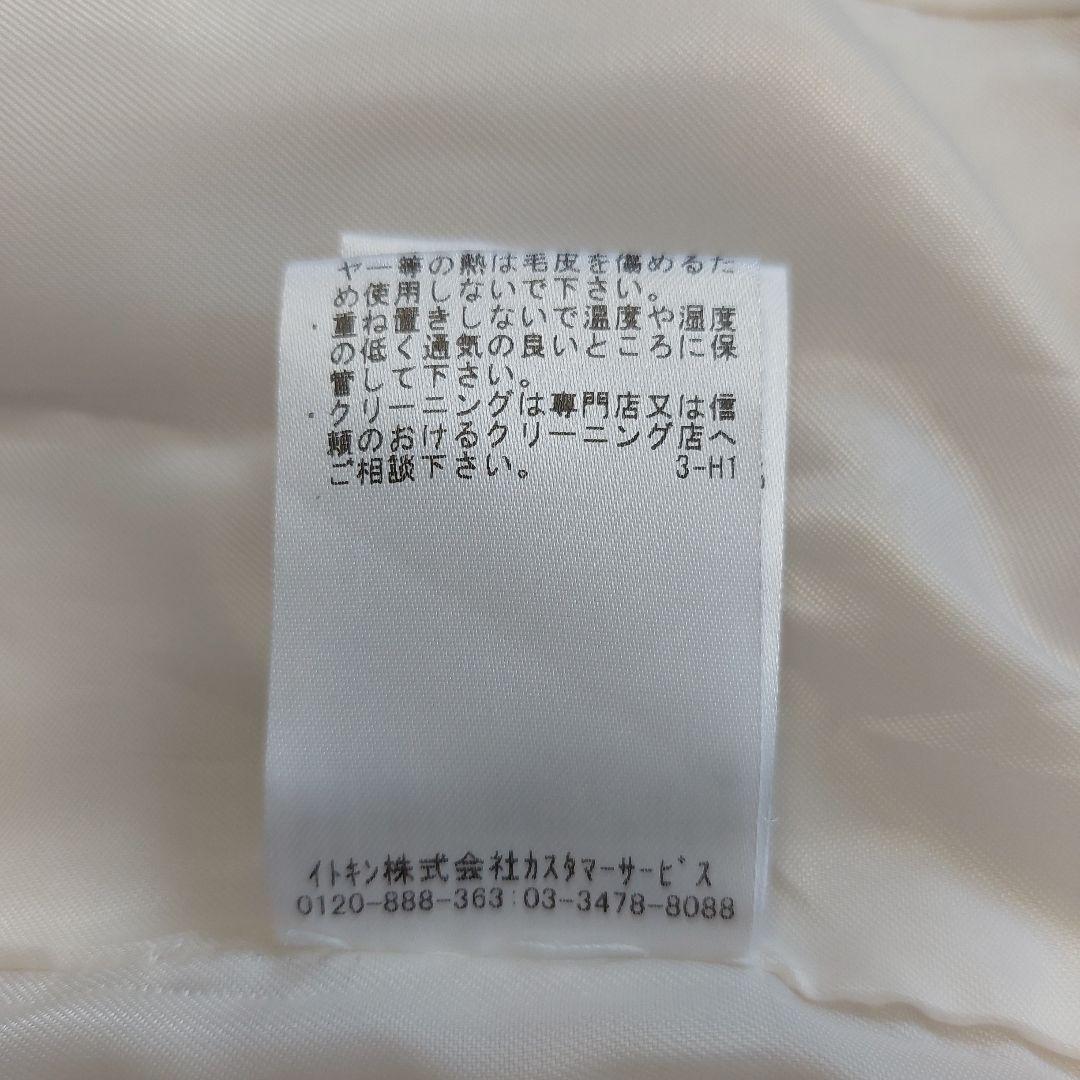 ヤー等の熱は毛皮を傷めるた
め使用しないで下さい。
・重ね置きしないで温度や湿度
の低く通気の良いところに保
管して下さい。
・クリーニングは専門店又は信
頼のおけるクリーニング店へ
ご相談下さい。 3-H1
イトキン株式会社カスタマーサービス
0120-888-363 03-3478-8088